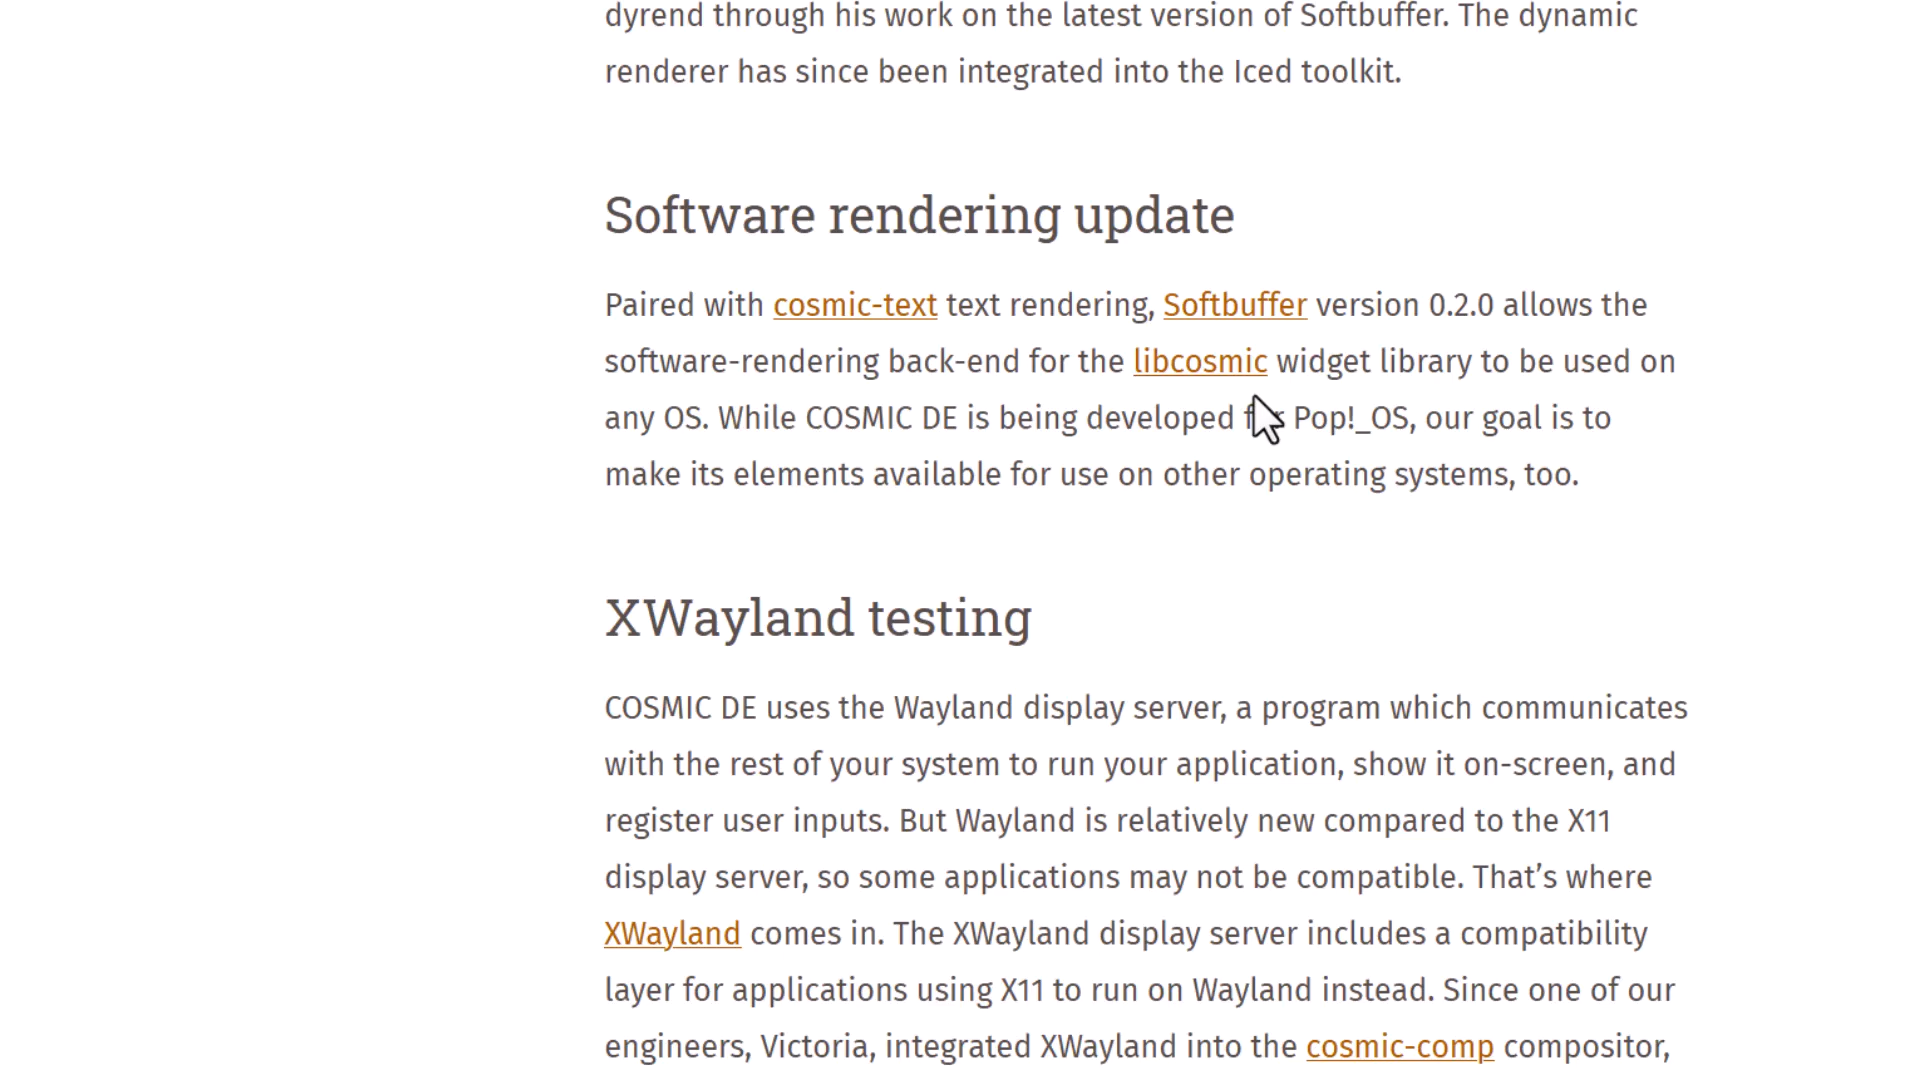 dyrend through his work on the latest version of Softbuffer. The dynamic
renderer has since been integrated into the Iced toolkit.
Software rendering update
Paired with cosmic-text text rendering, Softbuffer version 0.2.0 allows the
software-rendering back-end for the libcosmic widget library to be used on
any OS. While COSMIC DE is being developed for Pop!_OS, our goal is to
make its elements available for use on other operating systems, too.
XWayland testing
COSMIC DE uses the Wayland display server, a program which communicates
with the rest of your system to run your application, show it on-screen, and
register user inputs. But Wayland is relatively new compared to the X11
display server, so some applications may not be compatible. That’s where
XWayland comes in. The XWayland display server includes a compatibility
layer for applications using X11 to run on Wayland instead. Since one of our
engineers, Victoria, integrated XWayland into the cosmic-comp compositor,